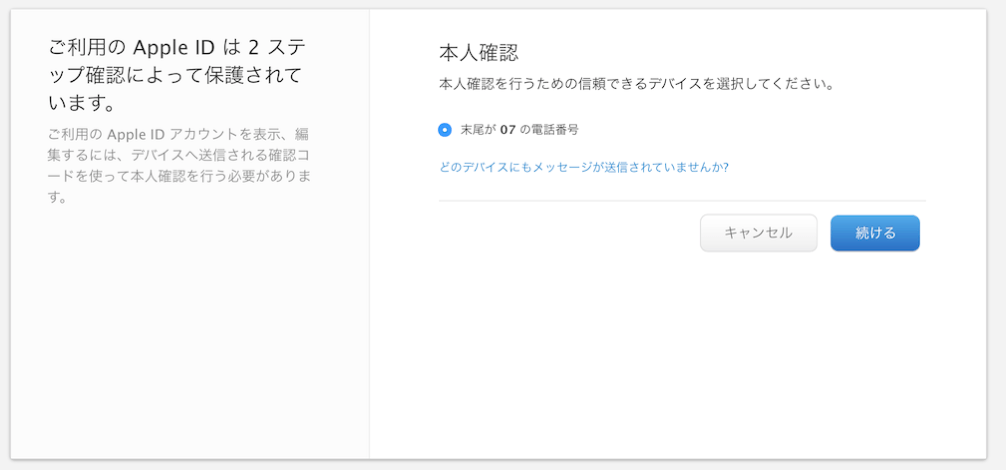 ご利用の Apple ID は 2 ステ
ップ確認によって保護されて
います。
ご利用の Apple ID アカウントを表示、編
集するには、デバイスへ送信される確認コ
ードを使って本人確認を行う必要がありま
す。
本人確認
本人確認を行うための信頼できるデバイスを選択してください。
末尾が 07 の電話番号
どのデバイスにもメッセージが送信されていませんか?
キャンセル
続ける